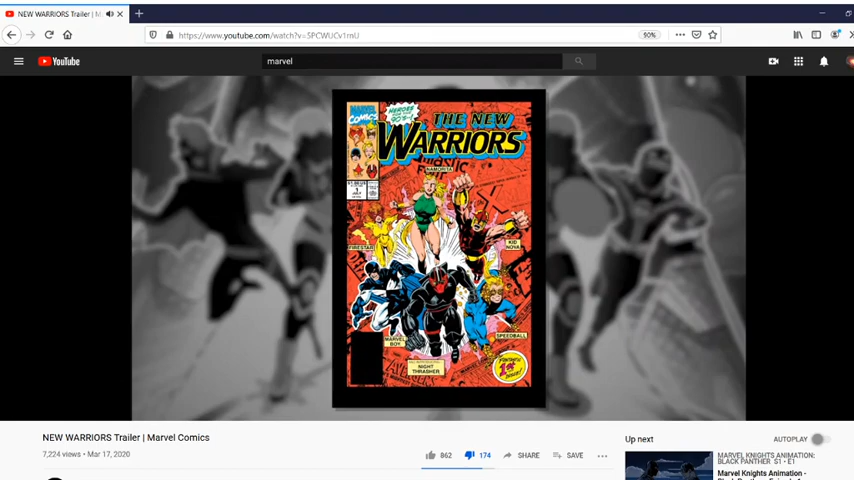 NEW WARRIORS Trailer | M
https://www.youtube.com/watch?v=5PCWUCv1rnU
90%
YouTube
marvel
MARVEL COMICS
HEROES FOR THE 90'S!
THE NEW
WARRIORS
NAMORITA
1
JULY
FIRESTAR
KID NOVA
MARVEL BOY
SPEEDBALL
NIGHT THRASHER
FANTASTIC
1st
ISSUE!
NEW WARRIORS Trailer | Marvel Comics
7,224 views • Mar 17, 2020
862
174
SHARE
SAVE
Up next
AUTOPLAY
MARVEL KNIGHTS ANIMATION:
BLACK PANTHER S1 • E1
Marvel Knights Animation -